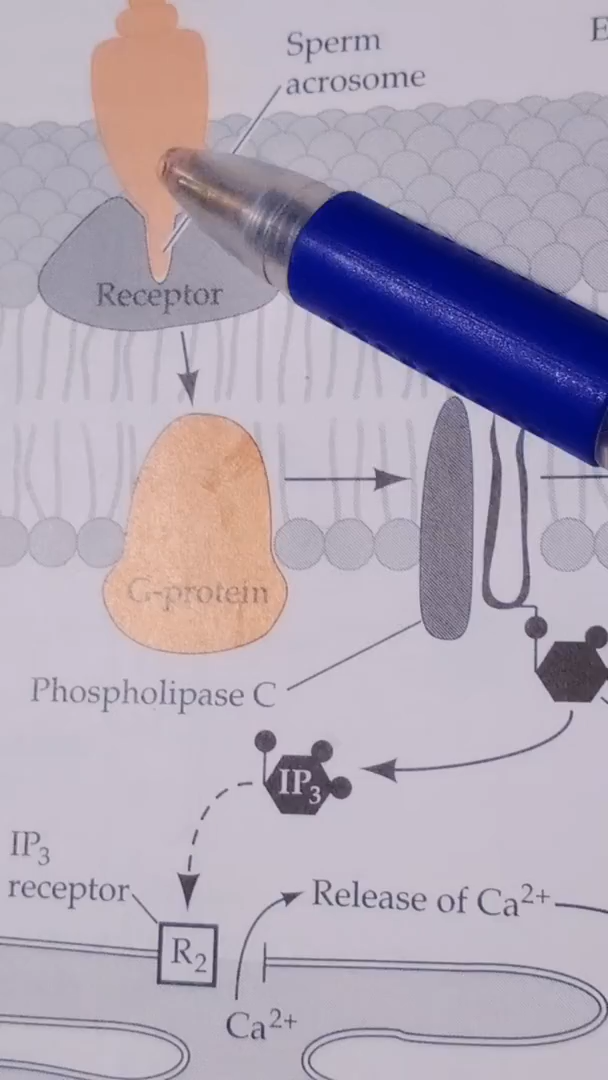 Sperm
acrosome
E
Receptor
G-protein
Phospholipase C
IP₃
IP₃
receptor
R₂
Release of Ca²⁺
Ca²⁺